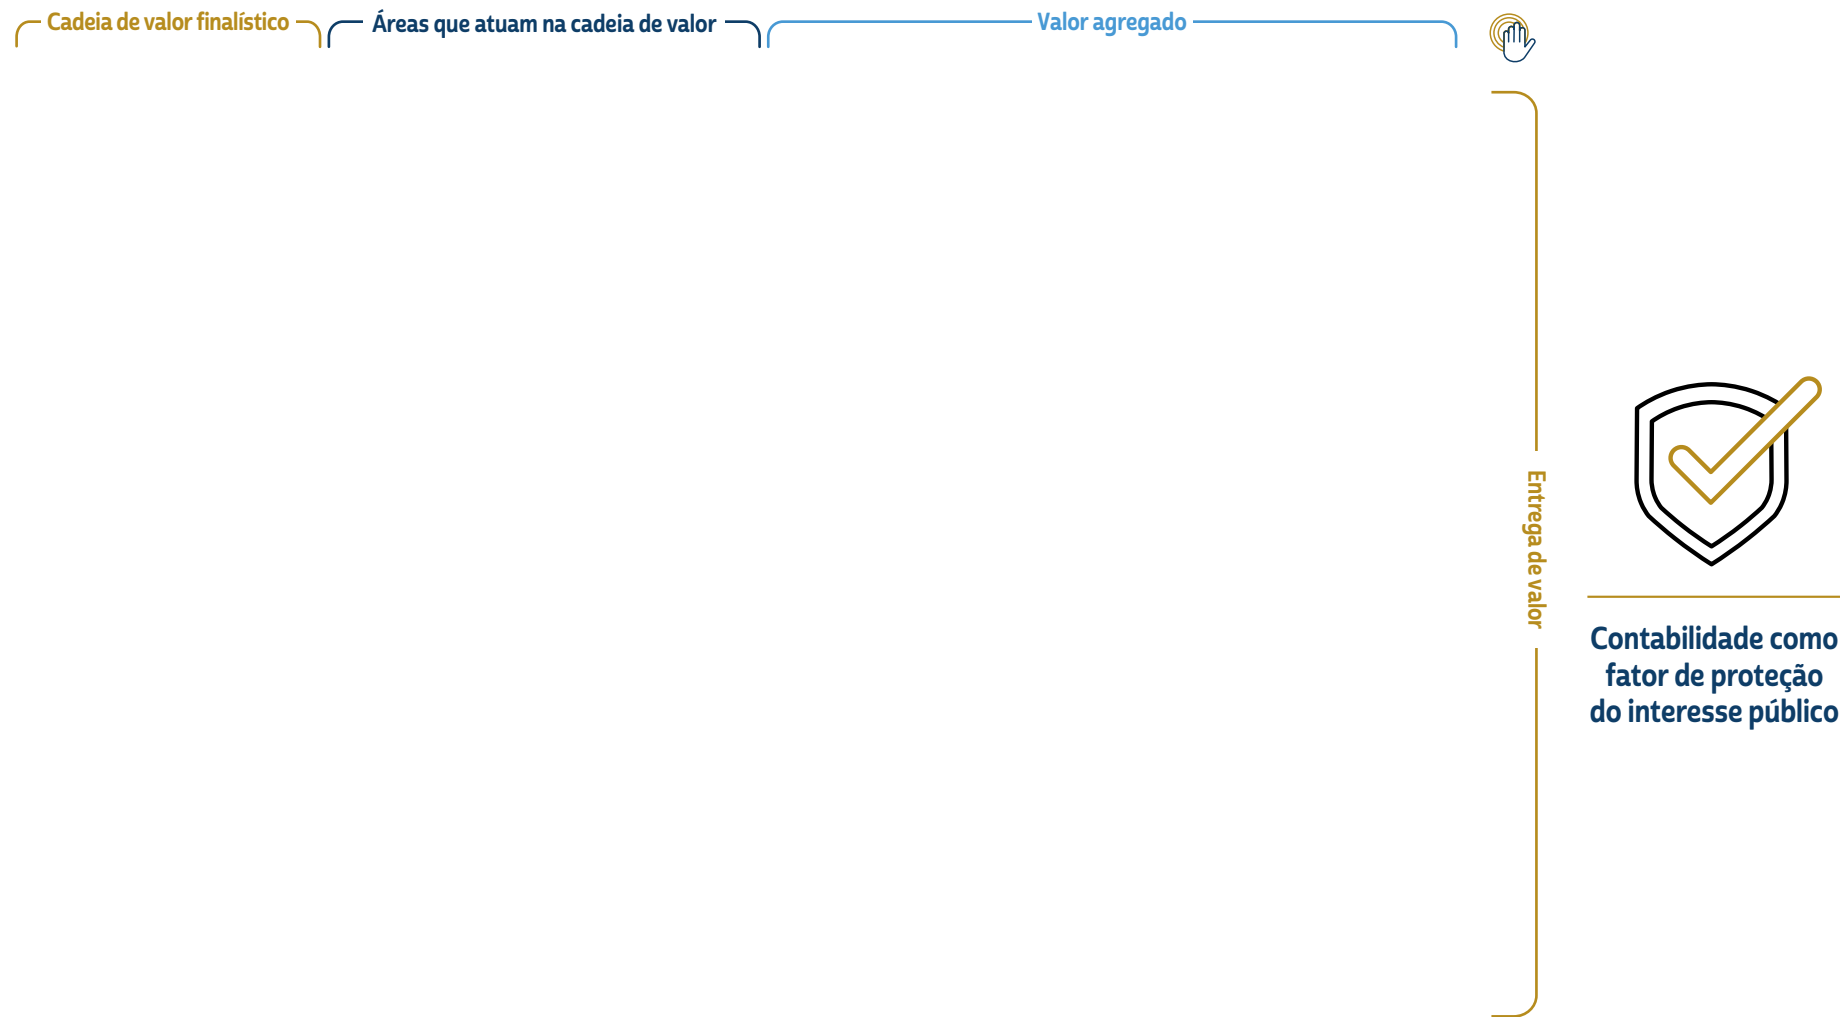 Cadeia de valor finalístico
Áreas que atuam na cadeia de valor
Valor agregado
Entrega de valor
Contabilidade como
fator de proteção
do interesse público